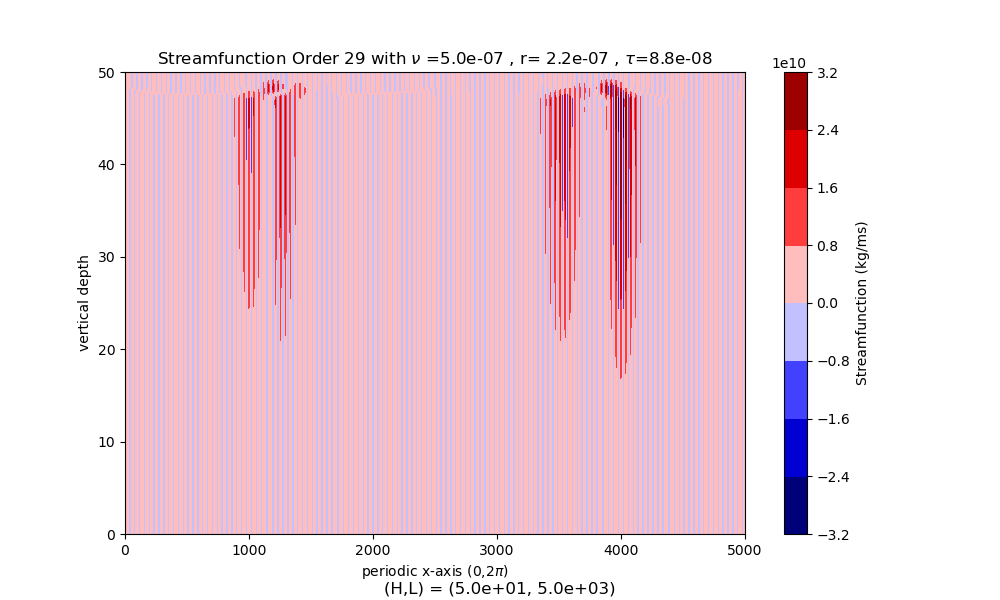 Streamfunction Order 29 with ν =5.0e-07 , r= 2.2e-07 , τ=8.8e-08
1e10
50
40
30
20
10
0
vertical depth
0 1000 2000 3000 4000 5000
periodic x-axis (0,2π)
(H,L) = (5.0e+01, 5.0e+03)
3.2
2.4
1.6
0.8
0.0
−0.8
−1.6
−2.4
−3.2
Streamfunction (kg/ms)